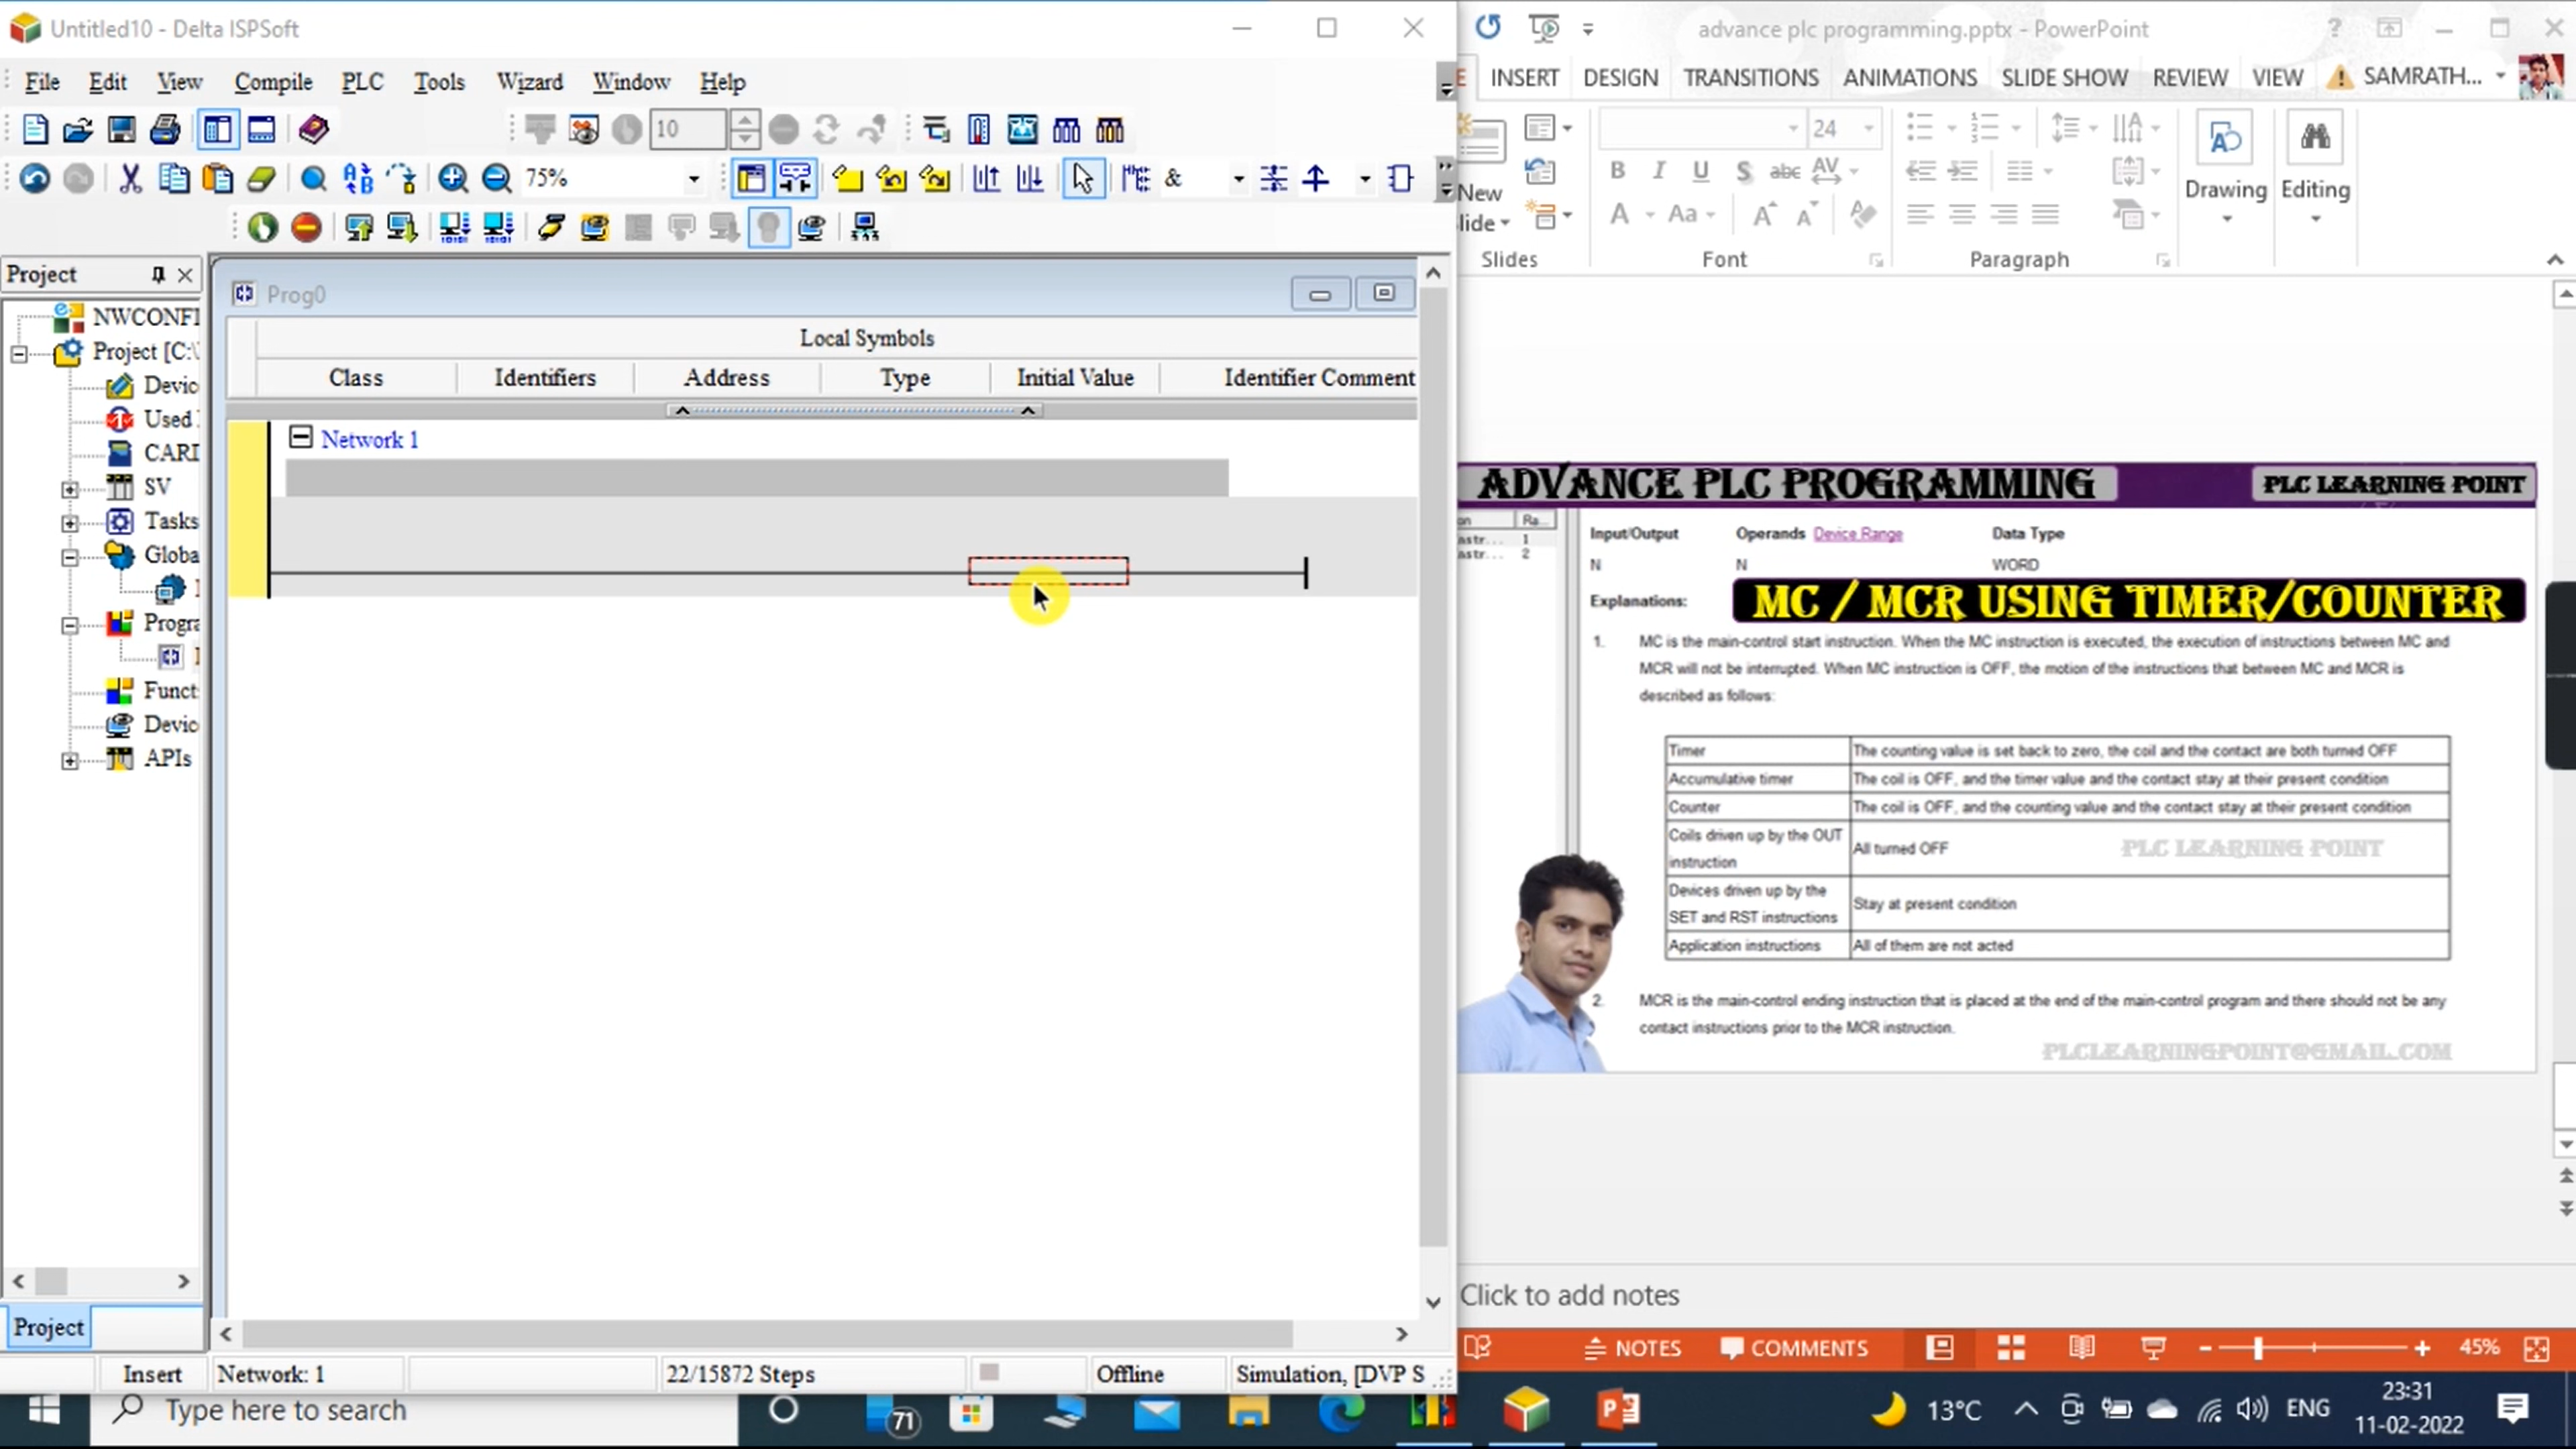 Untitled10 - Delta ISPSoft
File Edit View Compile PLC Tools Wizard Window Help
10
75%
&
Project
NWCONFI
Project [C:\
Devic
Used
CARD
SV
Tasks
Globa
Progra
Funct
Devic
APIs
Project
Prog0
Local Symbols
Class Identifiers Address Type Initial Value Identifier Comment
Network 1
Insert Network: 1 22/15872 Steps Offline Simulation, [DVP S
advance plc programming.pptx - PowerPoint
E INSERT DESIGN TRANSITIONS ANIMATIONS SLIDE SHOW REVIEW VIEW SAMRATH...
24
New
lide
B I U S abc AV
A Aa A A
Drawing Editing
Slides Font Paragraph
ADVANCE PLC PROGRAMMING PLC LEARNING POINT
on Ra...
nstr... 1
nstr... 2
Input/Output Operands Device Range Data Type
N N WORD
Explanations: MC / MCR USING TIMER/COUNTER
1. MC is the main-control start instruction. When the MC instruction is executed, the execution of instructions between MC and
MCR will not be interrupted. When MC instruction is OFF, the motion of the instructions that between MC and MCR is
described as follows:
Timer The counting value is set back to zero, the coil and the contact are both turned OFF
Accumulative timer The coil is OFF, and the timer value and the contact stay at their present condition
Counter The coil is OFF, and the counting value and the contact stay at their present condition
Coils driven up by the OUT
instruction All turned OFF
PLC LEARNING POINT
Devices driven up by the
SET and RST instructions Stay at present condition
Application instructions All of them are not acted
2. MCR is the main-control ending instruction that is placed at the end of the main-control program and there should not be any
contact instructions prior to the MCR instruction.
PLCLEARNINGPOINT@GMAIL.COM
Click to add notes
NOTES COMMENTS 45%
Type here to search
71
13°C ENG
23:31
11-02-2022